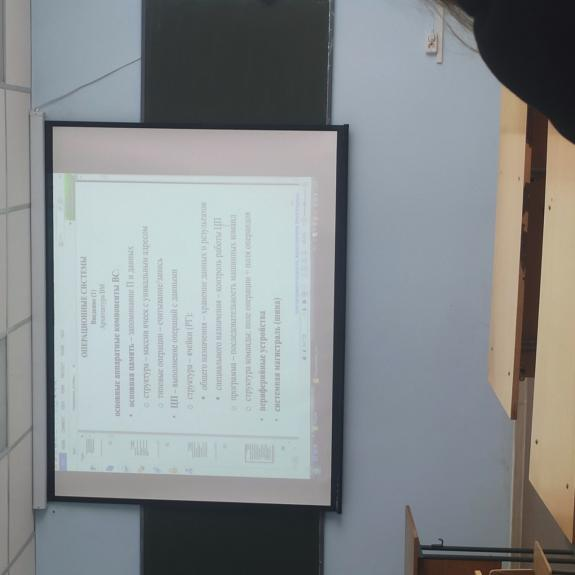 ОПЕРАЦИОННЫЕ СИСТЕМЫ
Введение (1)
Архитектура ВМ
основные аппаратные компоненты ВС:
основная память – запоминание П и данных
структура – массив ячеек с уникальным адресом
типовые операции – считывание/запись
ЦП – выполнение операций с данными
структура – ячейки (РГ):
общего назначения – хранение данных и результатов
специального назначения – контроль работы ЦП
программа – последовательность машинных команд
структура команды: поле операции + поля операндов
периферийные устройства
системная магистраль (шина)